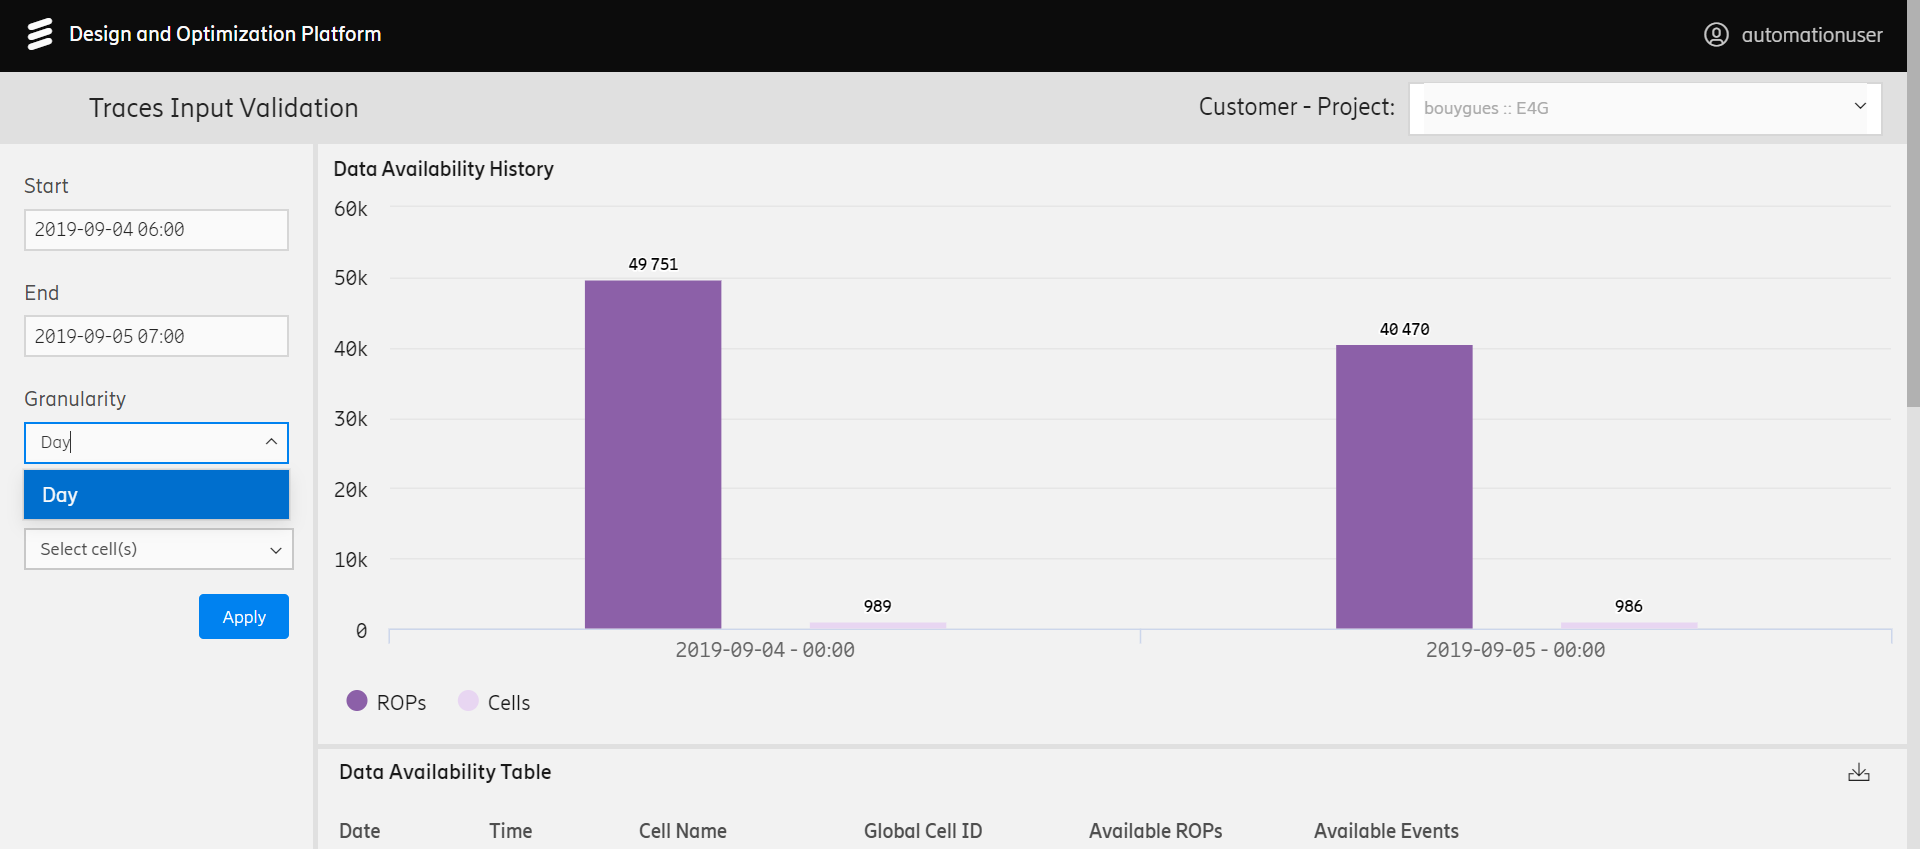 Design and Optimization Platform
automationuser
Traces Input Validation
Customer - Project:
bouygues :: E4G
Start
2019-09-04 06:00
End
2019-09-05 07:00
Granularity
Day
Day
Select cell(s)
Apply
Data Availability History
60k
50k
40k
30k
20k
10k
0
49 751
989
40 470
986
2019-09-04 - 00:00
2019-09-05 - 00:00
ROPs
Cells
Data Availability Table
Date Time Cell Name Global Cell ID Available ROPs Available Events